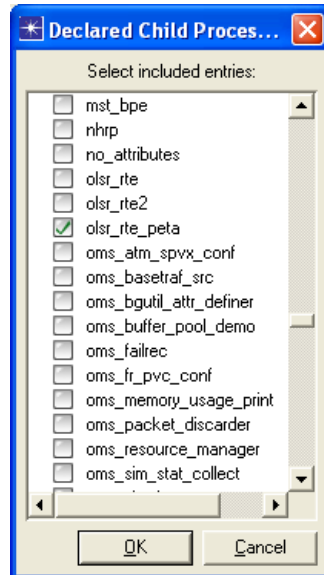 Declared Child Proces...
Select included entries:
mst_bpe
nhrp
no_attributes
olsr_rte
olsr_rte2
olsr_rte_peta
oms_atm_spvx_conf
oms_basetraf_src
oms_bgutil_attr_definer
oms_buffer_pool_demo
oms_failrec
oms_fr_pvc_conf
oms_memory_usage_print
oms_packet_discarder
oms_resource_manager
oms_sim_stat_collect
OK
Cancel